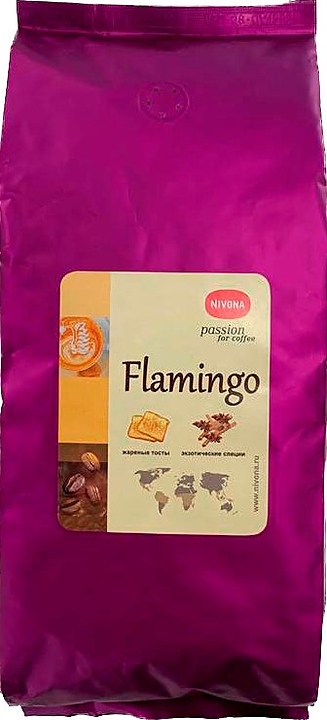 NIVONA
passion
for coffee
Flamingo
жареные тосты
экзотические специи
www.nivona.ru